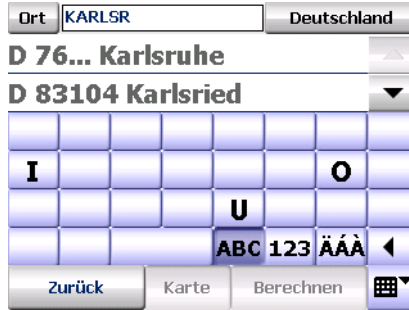 Ort KARLSR Deutschland
D 76... Karlsruhe
D 83104 Karlsried
I O
U
ABC 123 ÄÁÀ
Zurück Karte Berechnen